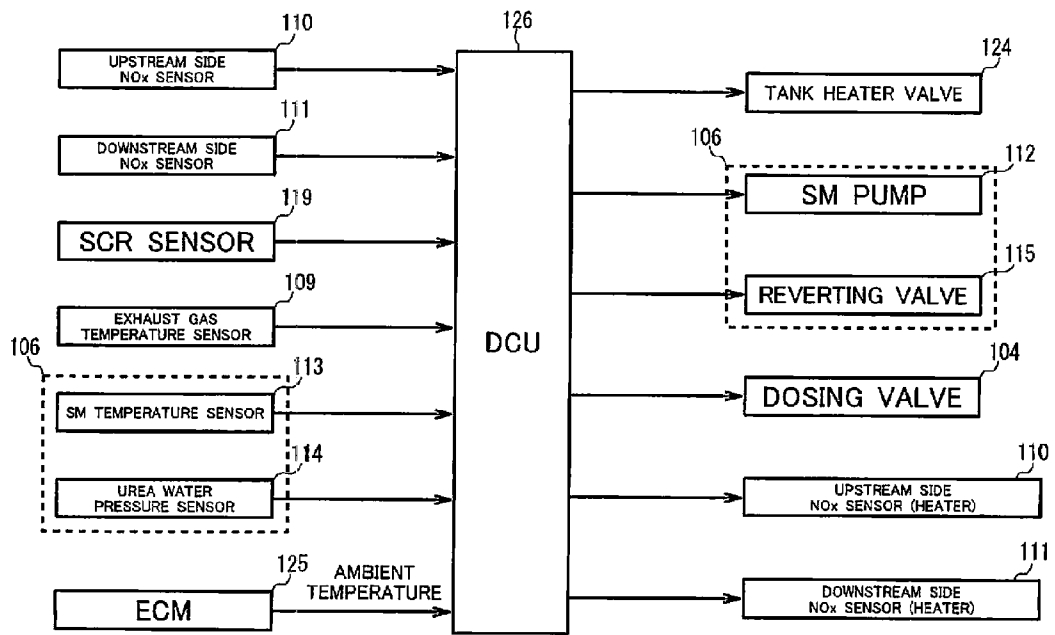 110
UPSTREAM SIDE
NOx SENSOR
111
DOWNSTREAM SIDE
NOx SENSOR
119
SCR SENSOR
109
EXHAUST GAS
TEMPERATURE SENSOR
106
113
SM TEMPERATURE SENSOR
114
UREA WATER
PRESSURE SENSOR
125
ECM
AMBIENT
TEMPERATURE
126
DCU
124
TANK HEATER VALVE
106
112
SM PUMP
115
REVERTING VALVE
104
DOSING VALVE
110
UPSTREAM SIDE
NOx SENSOR (HEATER)
111
DOWNSTREAM SIDE
NOx SENSOR (HEATER)